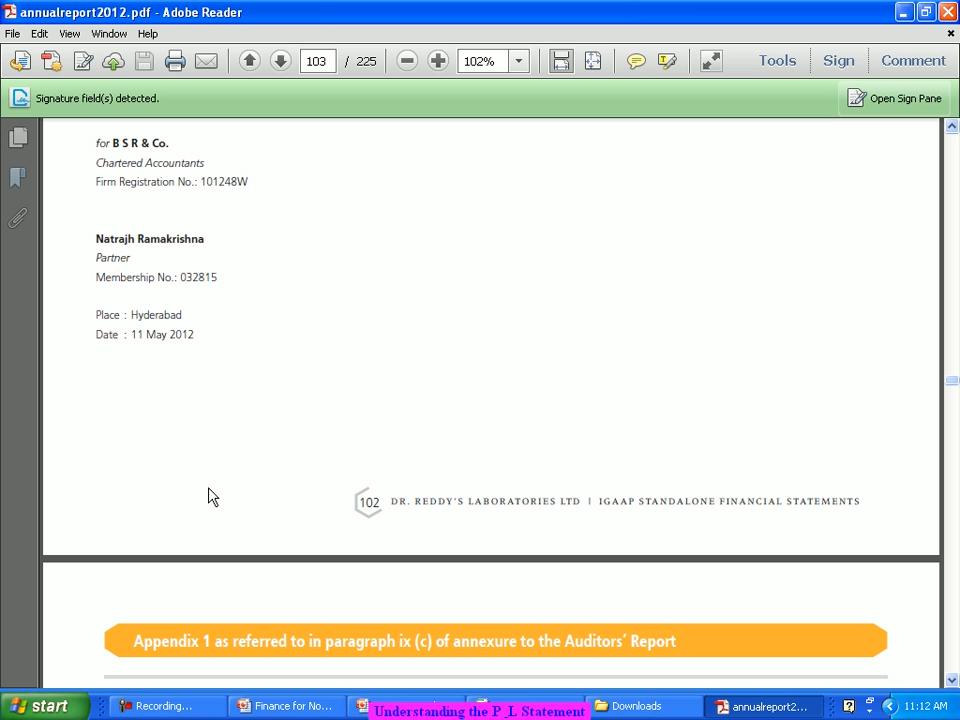 annualreport2012.pdf - Adobe Reader
File Edit View Window Help
103 / 225 102% Tools Sign Comment
Signature field(s) detected. Open Sign Pane
for B S R & Co.
Chartered Accountants
Firm Registration No.: 101248W
Natrajh Ramakrishna
Partner
Membership No.: 032815
Place : Hyderabad
Date : 11 May 2012
102 DR. REDDY'S LABORATORIES LTD | IGAAP STANDALONE FINANCIAL STATEMENTS
Appendix 1 as referred to in paragraph ix (c) of annexure to the Auditors' Report
start Recording... Finance for No... Downloads annualreport2... 11:12 AM
Understanding the P_L Statement